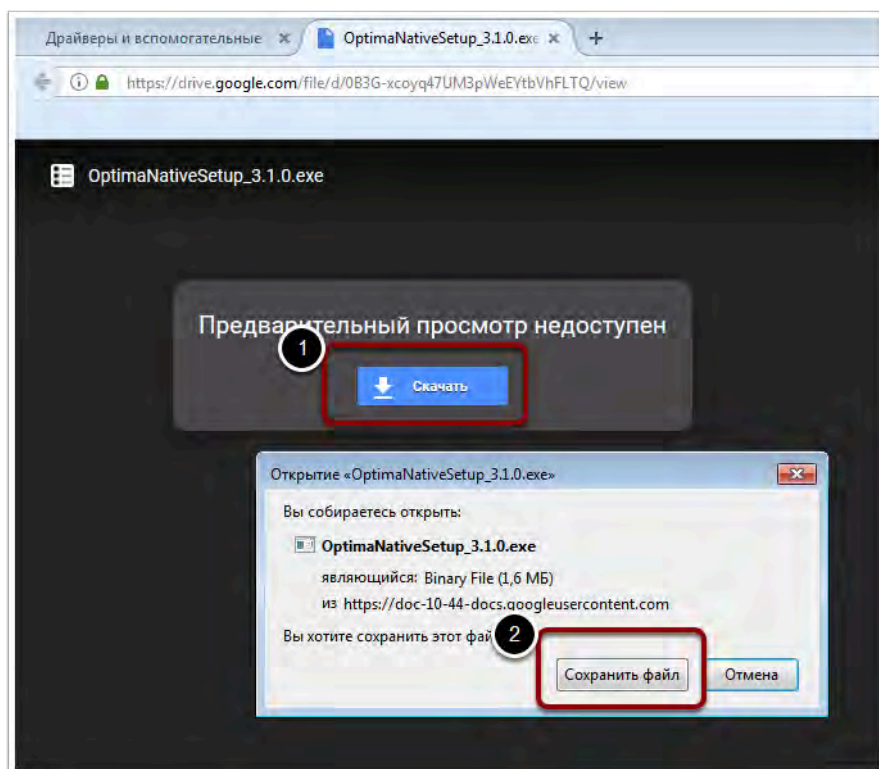 Драйверы и вспомогательные
OptimaNativeSetup_3.1.0.exe
https://drive.google.com/file/d/0B3G-xcoyq47UM3pWeEYtbVhFLTQ/view
OptimaNativeSetup_3.1.0.exe
Предварительный просмотр недоступен
1
Скачать
Открытие «OptimaNativeSetup_3.1.0.exe»
Вы собираетесь открыть:
OptimaNativeSetup_3.1.0.exe
являющийся: Binary File (1,6 МБ)
из https://doc-10-44-docs.googleusercontent.com
Вы хотите сохранить этот фай
2
Сохранить файл
Отмена